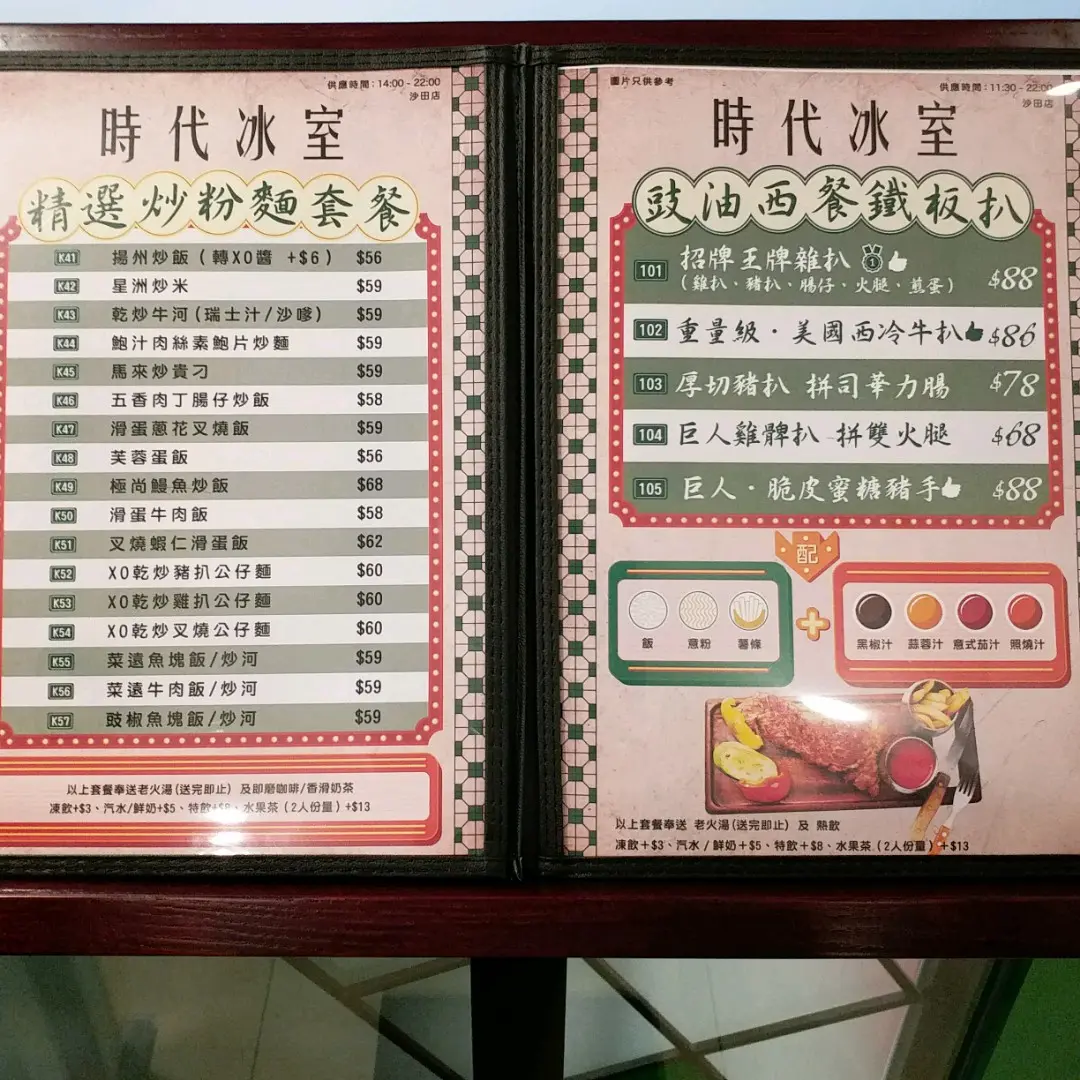 供應時間：14:00 - 22:00
沙田店
時代冰室
精選炒粉麵套餐
K41 揚州炒飯（轉XO醬 +$6） $56
K42 星洲炒米 $59
K43 乾炒牛河(瑞士汁/沙嗲) $59
K44 鮑汁肉絲素鮑片炒麵 $59
K45 馬來炒貴刁 $59
K46 五香肉丁腸仔炒飯 $58
K47 滑蛋蔥花叉燒飯 $59
K48 芙蓉蛋飯 $56
K49 極尚鰻魚炒飯 $68
K50 滑蛋牛肉飯 $58
K51 叉燒蝦仁滑蛋飯 $62
K52 XO乾炒豬扒公仔麵 $60
K53 XO乾炒雞扒公仔麵 $60
K54 XO乾炒叉燒公仔麵 $60
K55 菜遠魚塊飯/炒河 $59
K56 菜遠牛肉飯/炒河 $59
K57 豉椒魚塊飯/炒河 $59
以上套餐奉送老火湯(送完即止) 及即磨咖啡/香滑奶茶
凍飲+$3、汽水/鮮奶+$5、特飲+$8、水果茶（2人份量）+$13
圖片只供參考
供應時間：11:30 - 22:00
沙田店
時代冰室
豉油西餐鐵板扒
101 招牌王牌雜扒 1 $88
（雞扒、豬扒、腸仔、火腿、煎蛋）
102 重量級・美國西冷牛扒 $86
103 厚切豬扒 拼司華力腸 $78
104 巨人雞髀扒 拼雙火腿 $68
105 巨人・脆皮蜜糖豬手 $88
配
飯 意粉 薯條 + 黑椒汁 蒜蓉汁 意式茄汁 照燒汁
以上套餐奉送 老火湯(送完即止) 及 熱飲
凍飲+$3、汽水 / 鮮奶+$5、特飲+$8、水果茶（2人份量）+$13